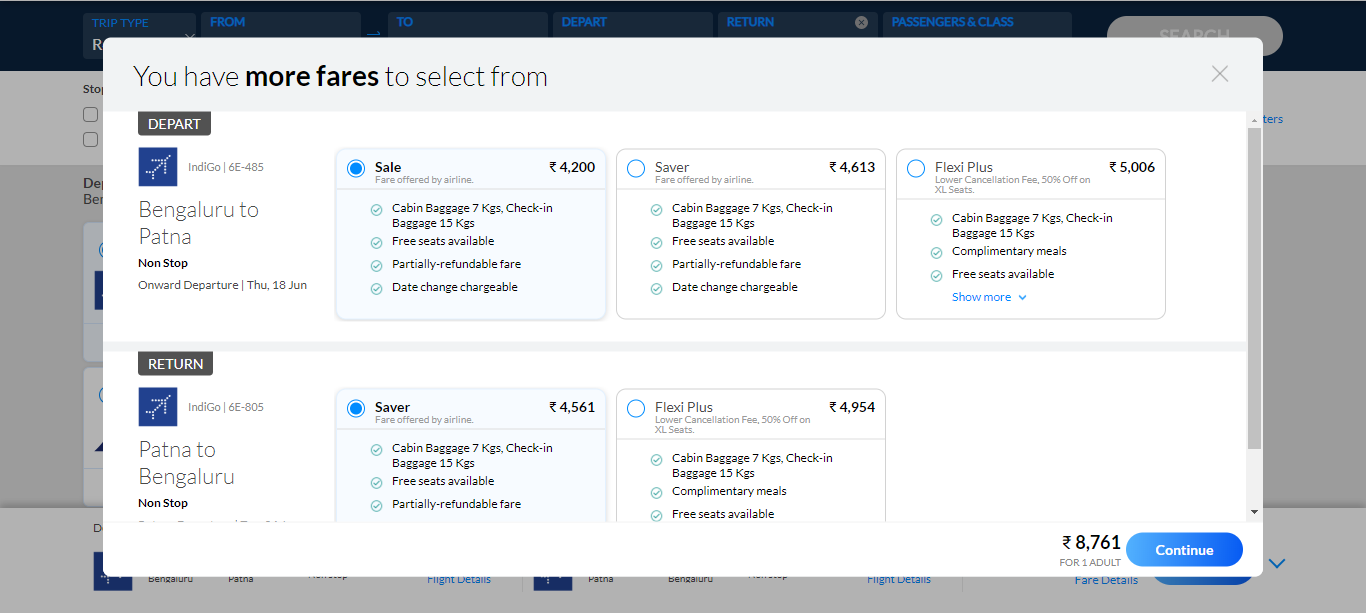 TRIP TYPE
FROM
TO
DEPART
RETURN
PASSENGERS & CLASS
SEARCH
You have more fares to select from
DEPART
IndiGo | 6E-485
Bengaluru to
Patna
Non Stop
Onward Departure | Thu, 18 Jun
Sale
₹ 4,200
Fare offered by airline.
Cabin Baggage 7 Kgs, Check-in
Baggage 15 Kgs
Free seats available
Partially-refundable fare
Date change chargeable
Saver
₹ 4,613
Fare offered by airline.
Cabin Baggage 7 Kgs, Check-in
Baggage 15 Kgs
Free seats available
Partially-refundable fare
Date change chargeable
Flexi Plus
₹ 5,006
Lower Cancellation Fee, 50% Off on
XL Seats.
Cabin Baggage 7 Kgs, Check-in
Baggage 15 Kgs
Complimentary meals
Free seats available
Show more
RETURN
IndiGo | 6E-805
Patna to
Bengaluru
Non Stop
Saver
₹ 4,561
Fare offered by airline.
Cabin Baggage 7 Kgs, Check-in
Baggage 15 Kgs
Free seats available
Partially-refundable fare
Flexi Plus
₹ 4,954
Lower Cancellation Fee, 50% Off on
XL Seats.
Cabin Baggage 7 Kgs, Check-in
Baggage 15 Kgs
Complimentary meals
Free seats available
₹ 8,761
FOR 1 ADULT
Continue
Bengaluru
Patna
Flight Details
Patna
Bengaluru
Flight Details
Fare Details